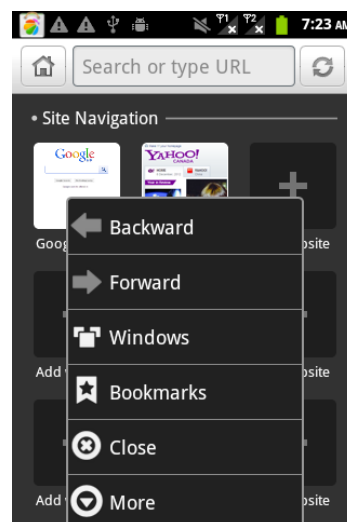 7:23 AM
Search or type URL
• Site Navigation
Google
YAHOO!
CANADA
Goog
bsite
Backward
Forward
Windows
Add
bsite
Bookmarks
Close
More
Add
bsite